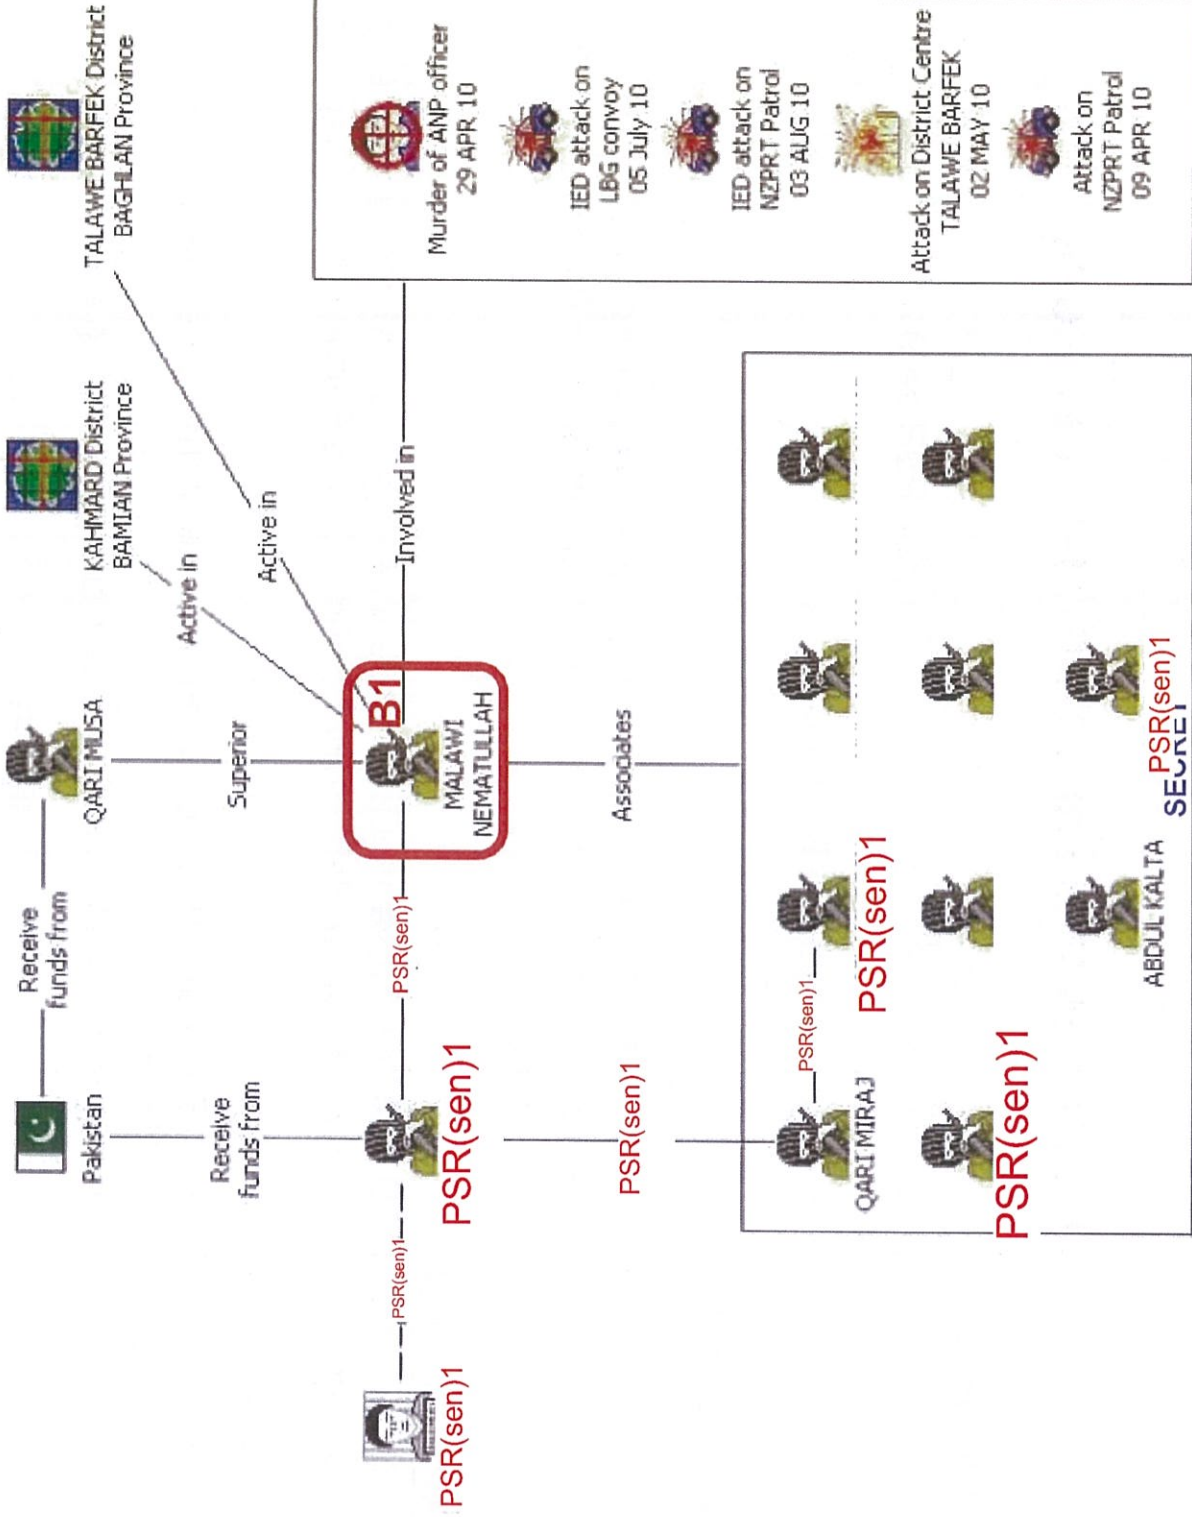 Pakistan
Receive
funds from
QARI MUSA
KAHMARD District
BAMIAN Province
TALAWE BARFEK District
BAGHLAN Province
Receive
funds from
Superior
Active in
Active in
PSR(sen)1
PSR(sen)1
PSR(sen)1
PSR(sen)1
B1
MALAWI
NEMATULLAH
Involved in
Murder of ANP officer
29 APR 10
IED attack on
LBG convoy
05 July 10
IED attack on
NZPRT Patrol
03 AUG 10
Attack on District Centre
TALAWE BARFEK
02 MAY 10
Attack on
NZPRT Patrol
09 APR 10
PSR(sen)1
Associates
QARI MIRAJ
PSR(sen)1
PSR(sen)1
PSR(sen)1
ABDUL KALTA
PSR(sen)1
SECRET